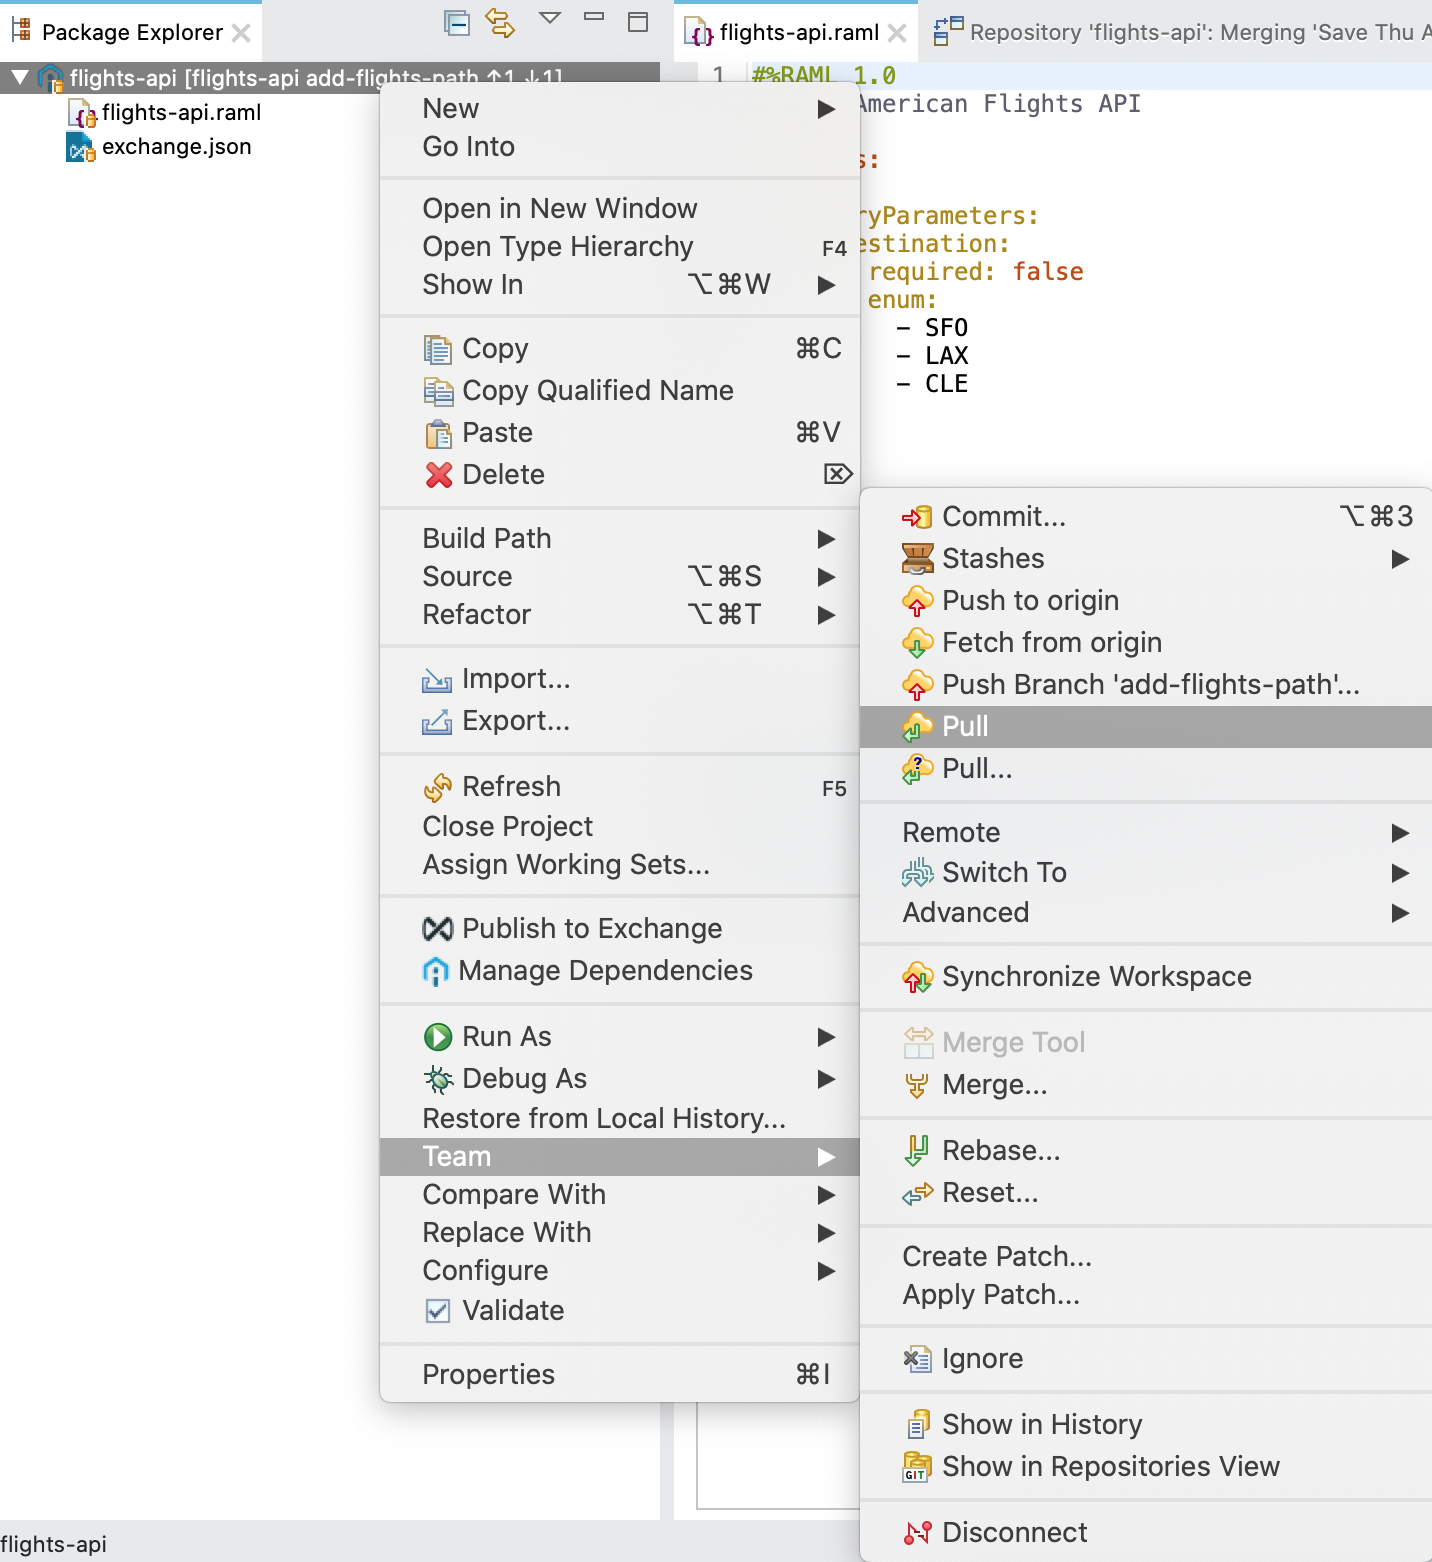 Package Explorer
flights-api.raml
Repository 'flights-api': Merging 'Save Thu A
flights-api [flights-api add-flights-path ↑1 ↓1]
flights-api.raml
exchange.json
1 #%RAML 1.0
American Flights API
s:
ryParameters:
estination:
required: false
enum:
- SFO
- LAX
- CLE
New
Go Into
Open in New Window
Open Type Hierarchy F4
Show In ⌥⌘W
Copy ⌘C
Copy Qualified Name
Paste ⌘V
Delete ⌦
Build Path
Source ⌥⌘S
Refactor ⌥⌘T
Import...
Export...
Refresh F5
Close Project
Assign Working Sets...
Publish to Exchange
Manage Dependencies
Run As
Debug As
Restore from Local History...
Team
Compare With
Replace With
Configure
Validate
Properties ⌘I
Commit... ⌥⌘3
Stashes
Push to origin
Fetch from origin
Push Branch 'add-flights-path'...
Pull
Pull...
Remote
Switch To
Advanced
Synchronize Workspace
Merge Tool
Merge...
Rebase...
Reset...
Create Patch...
Apply Patch...
Ignore
Show in History
GIT Show in Repositories View
Disconnect
flights-api